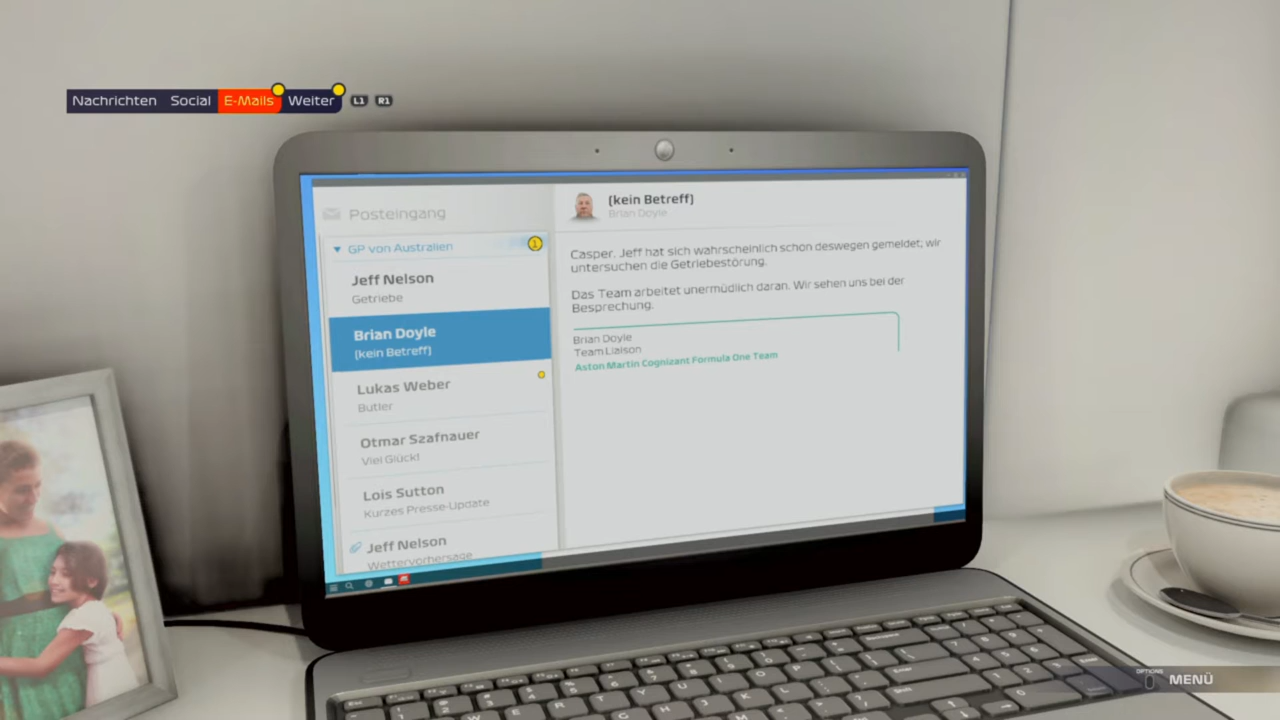 Nachrichten Social E-Mails Weiter L1 R1
Posteingang
GP von Australien 1
Jeff Nelson
Getriebe
Brian Doyle
(kein Betreff)
Lukas Weber
Butler
Otmar Szafnauer
Viel Glück!
Lois Sutton
Kurzes Presse-Update
Jeff Nelson
Wettervorhersage
(kein Betreff)
Brian Doyle
Casper. Jeff hat sich wahrscheinlich schon deswegen gemeldet; wir
untersuchen die Getriebestörung.
Das Team arbeitet unermüdlich daran. Wir sehen uns bei der
Besprechung.
Brian Doyle
Team Liaison
Aston Martin Cognizant Formula One Team
OPTIONS
MENÜ